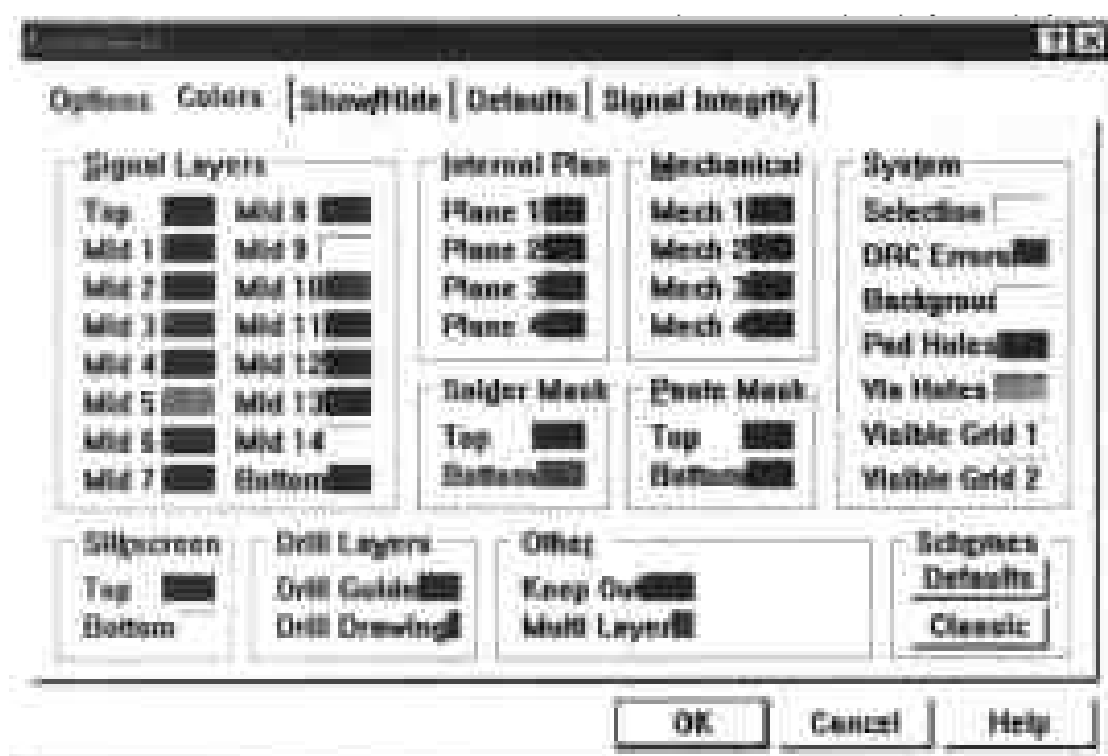 Options Colors Show/Hide Defaults Signal Integrity
Signal Layers
Top Mid 8
Mid 1 Mid 9
Mid 2 Mid 10
Mid 3 Mid 11
Mid 4 Mid 12
Mid 5 Mid 13
Mid 6 Mid 14
Mid 7 Bottom
Internal Plan
Plane 1
Plane 2
Plane 3
Plane 4
Mechanical
Mech 1
Mech 2
Mech 3
Mech 4
System
Selection
DRC Errors
Backgroun
Pad Holes
Via Holes
Visible Grid 1
Visible Grid 2
Solder Mask
Top
Bottom
Paste Mask
Top
Bottom
Silkscreen
Top
Bottom
Drill Layers
Drill Guide
Drill Drawing
Other
Keep Out
Multi Layer
Schemes
Defaults
Classic
OK Cancel Help